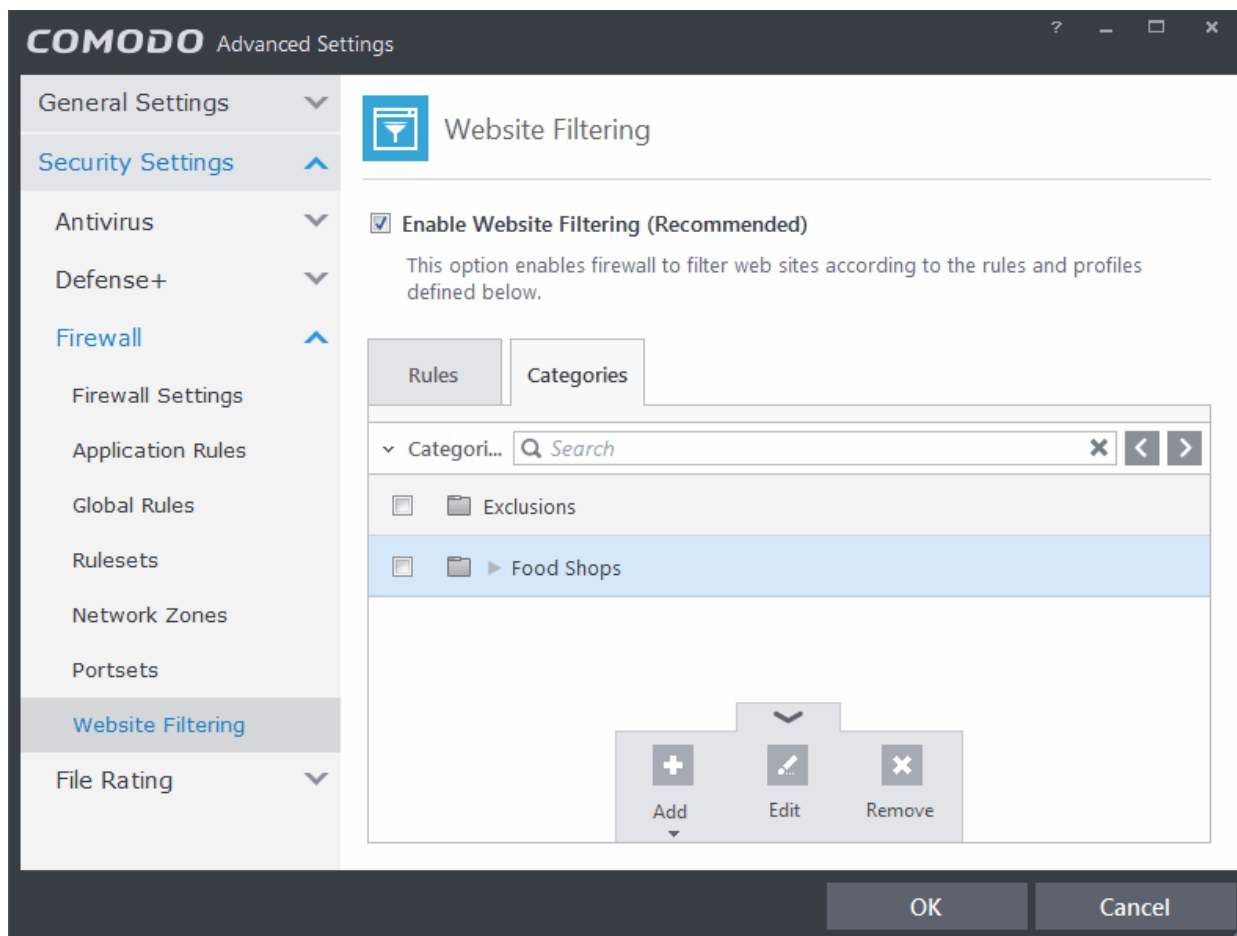 COMODO Advanced Settings
?
General Settings
Security Settings
Antivirus
Defense+
Firewall
Firewall Settings
Application Rules
Global Rules
Rulesets
Network Zones
Portsets
Website Filtering
File Rating
Website Filtering
Enable Website Filtering (Recommended)
This option enables firewall to filter web sites according to the rules and profiles
defined below.
Rules Categories
Categori... Search
Exclusions
Food Shops
Add Edit Remove
OK Cancel